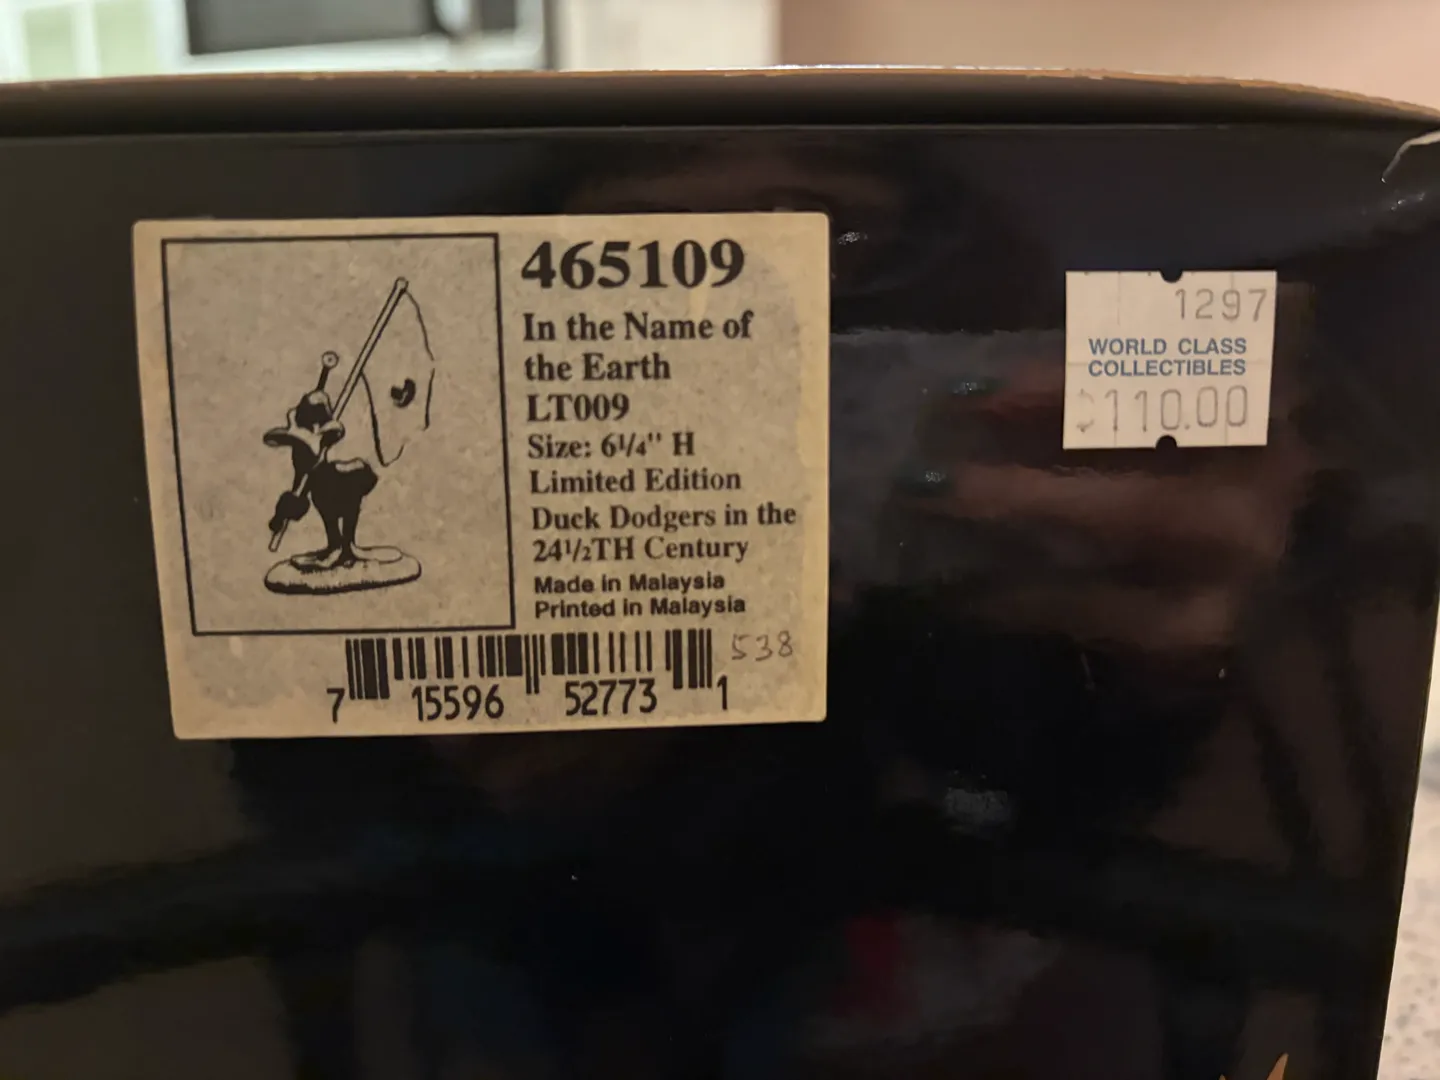 465109
In the Name of
the Earth
LT009
Size: 6¼" H
Limited Edition
Duck Dodgers in the
24½TH Century
Made in Malaysia
Printed in Malaysia
538
7 15596 52773 1
1297
WORLD CLASS
COLLECTIBLES
$110.00